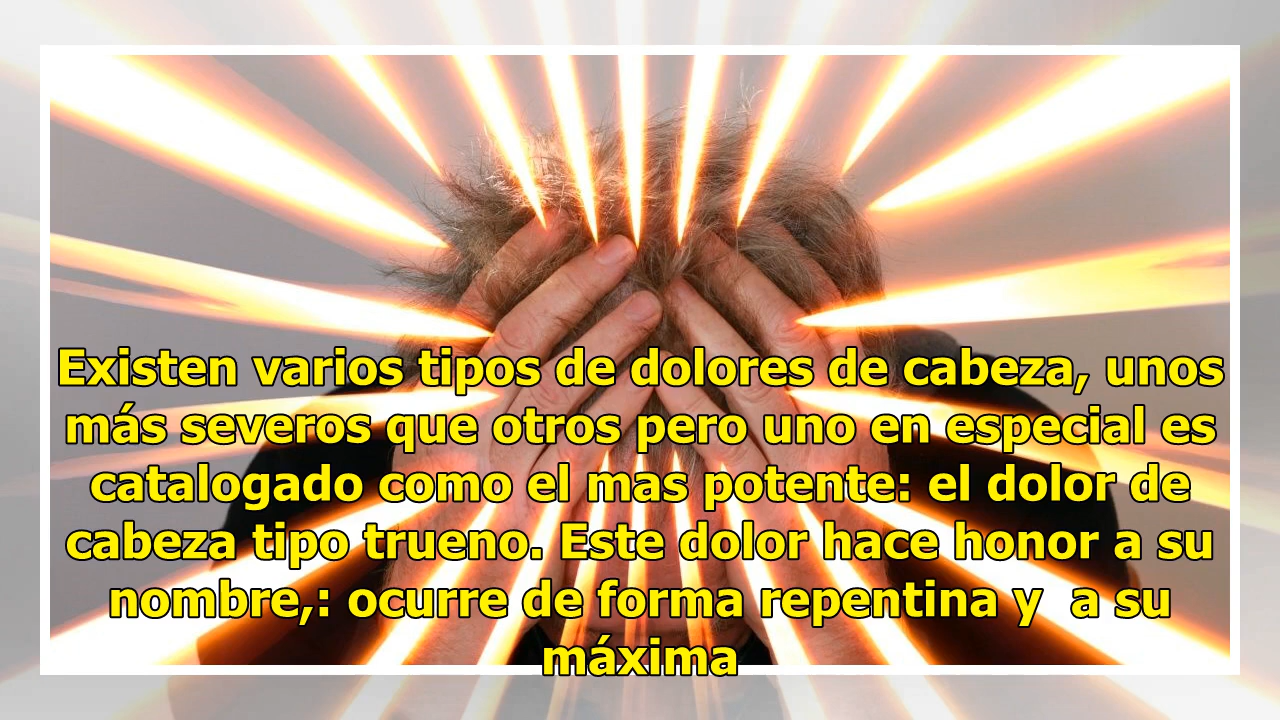 Existen varios tipos de dolores de cabeza, unos
más severos que otros pero uno en especial es
catalogado como el mas potente: el dolor de
cabeza tipo trueno. Este dolor hace honor a su
nombre,: ocurre de forma repentina y  a su
máxima